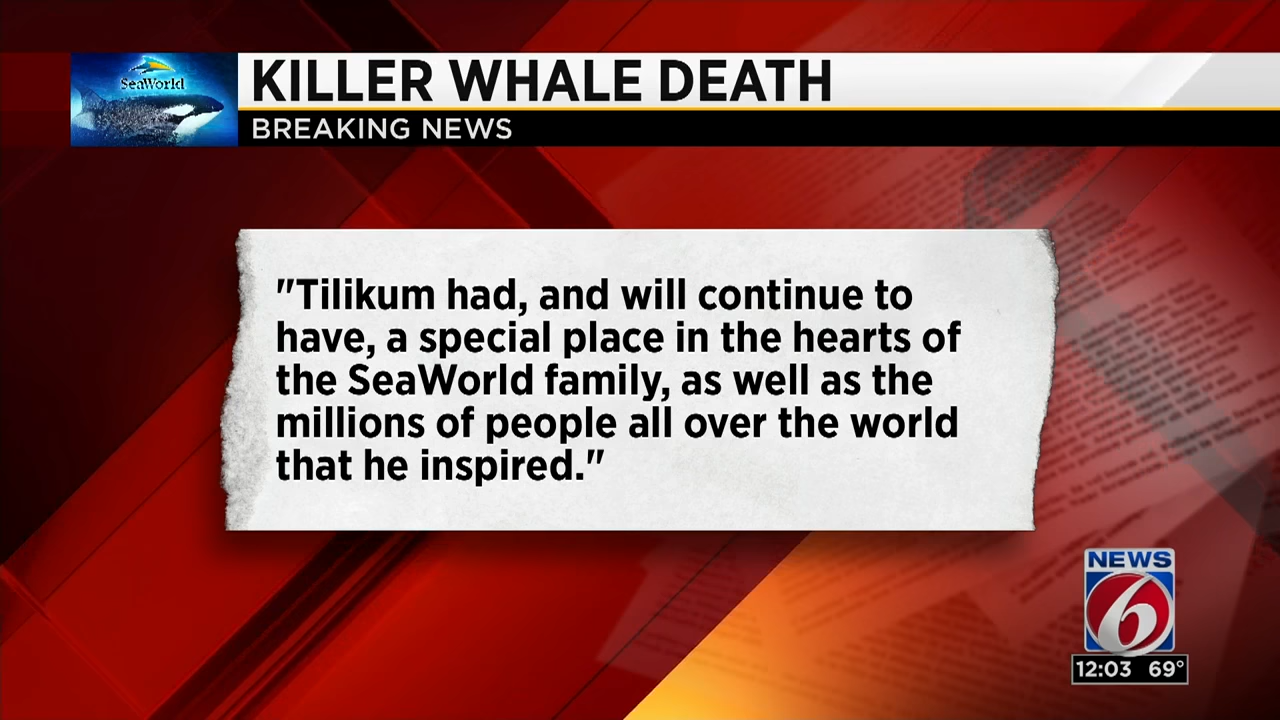 SeaWorld
KILLER WHALE DEATH
BREAKING NEWS
"Tilikum had, and will continue to
have, a special place in the hearts of
the SeaWorld family, as well as the
millions of people all over the world
that he inspired."
NEWS
6
12:03 69°